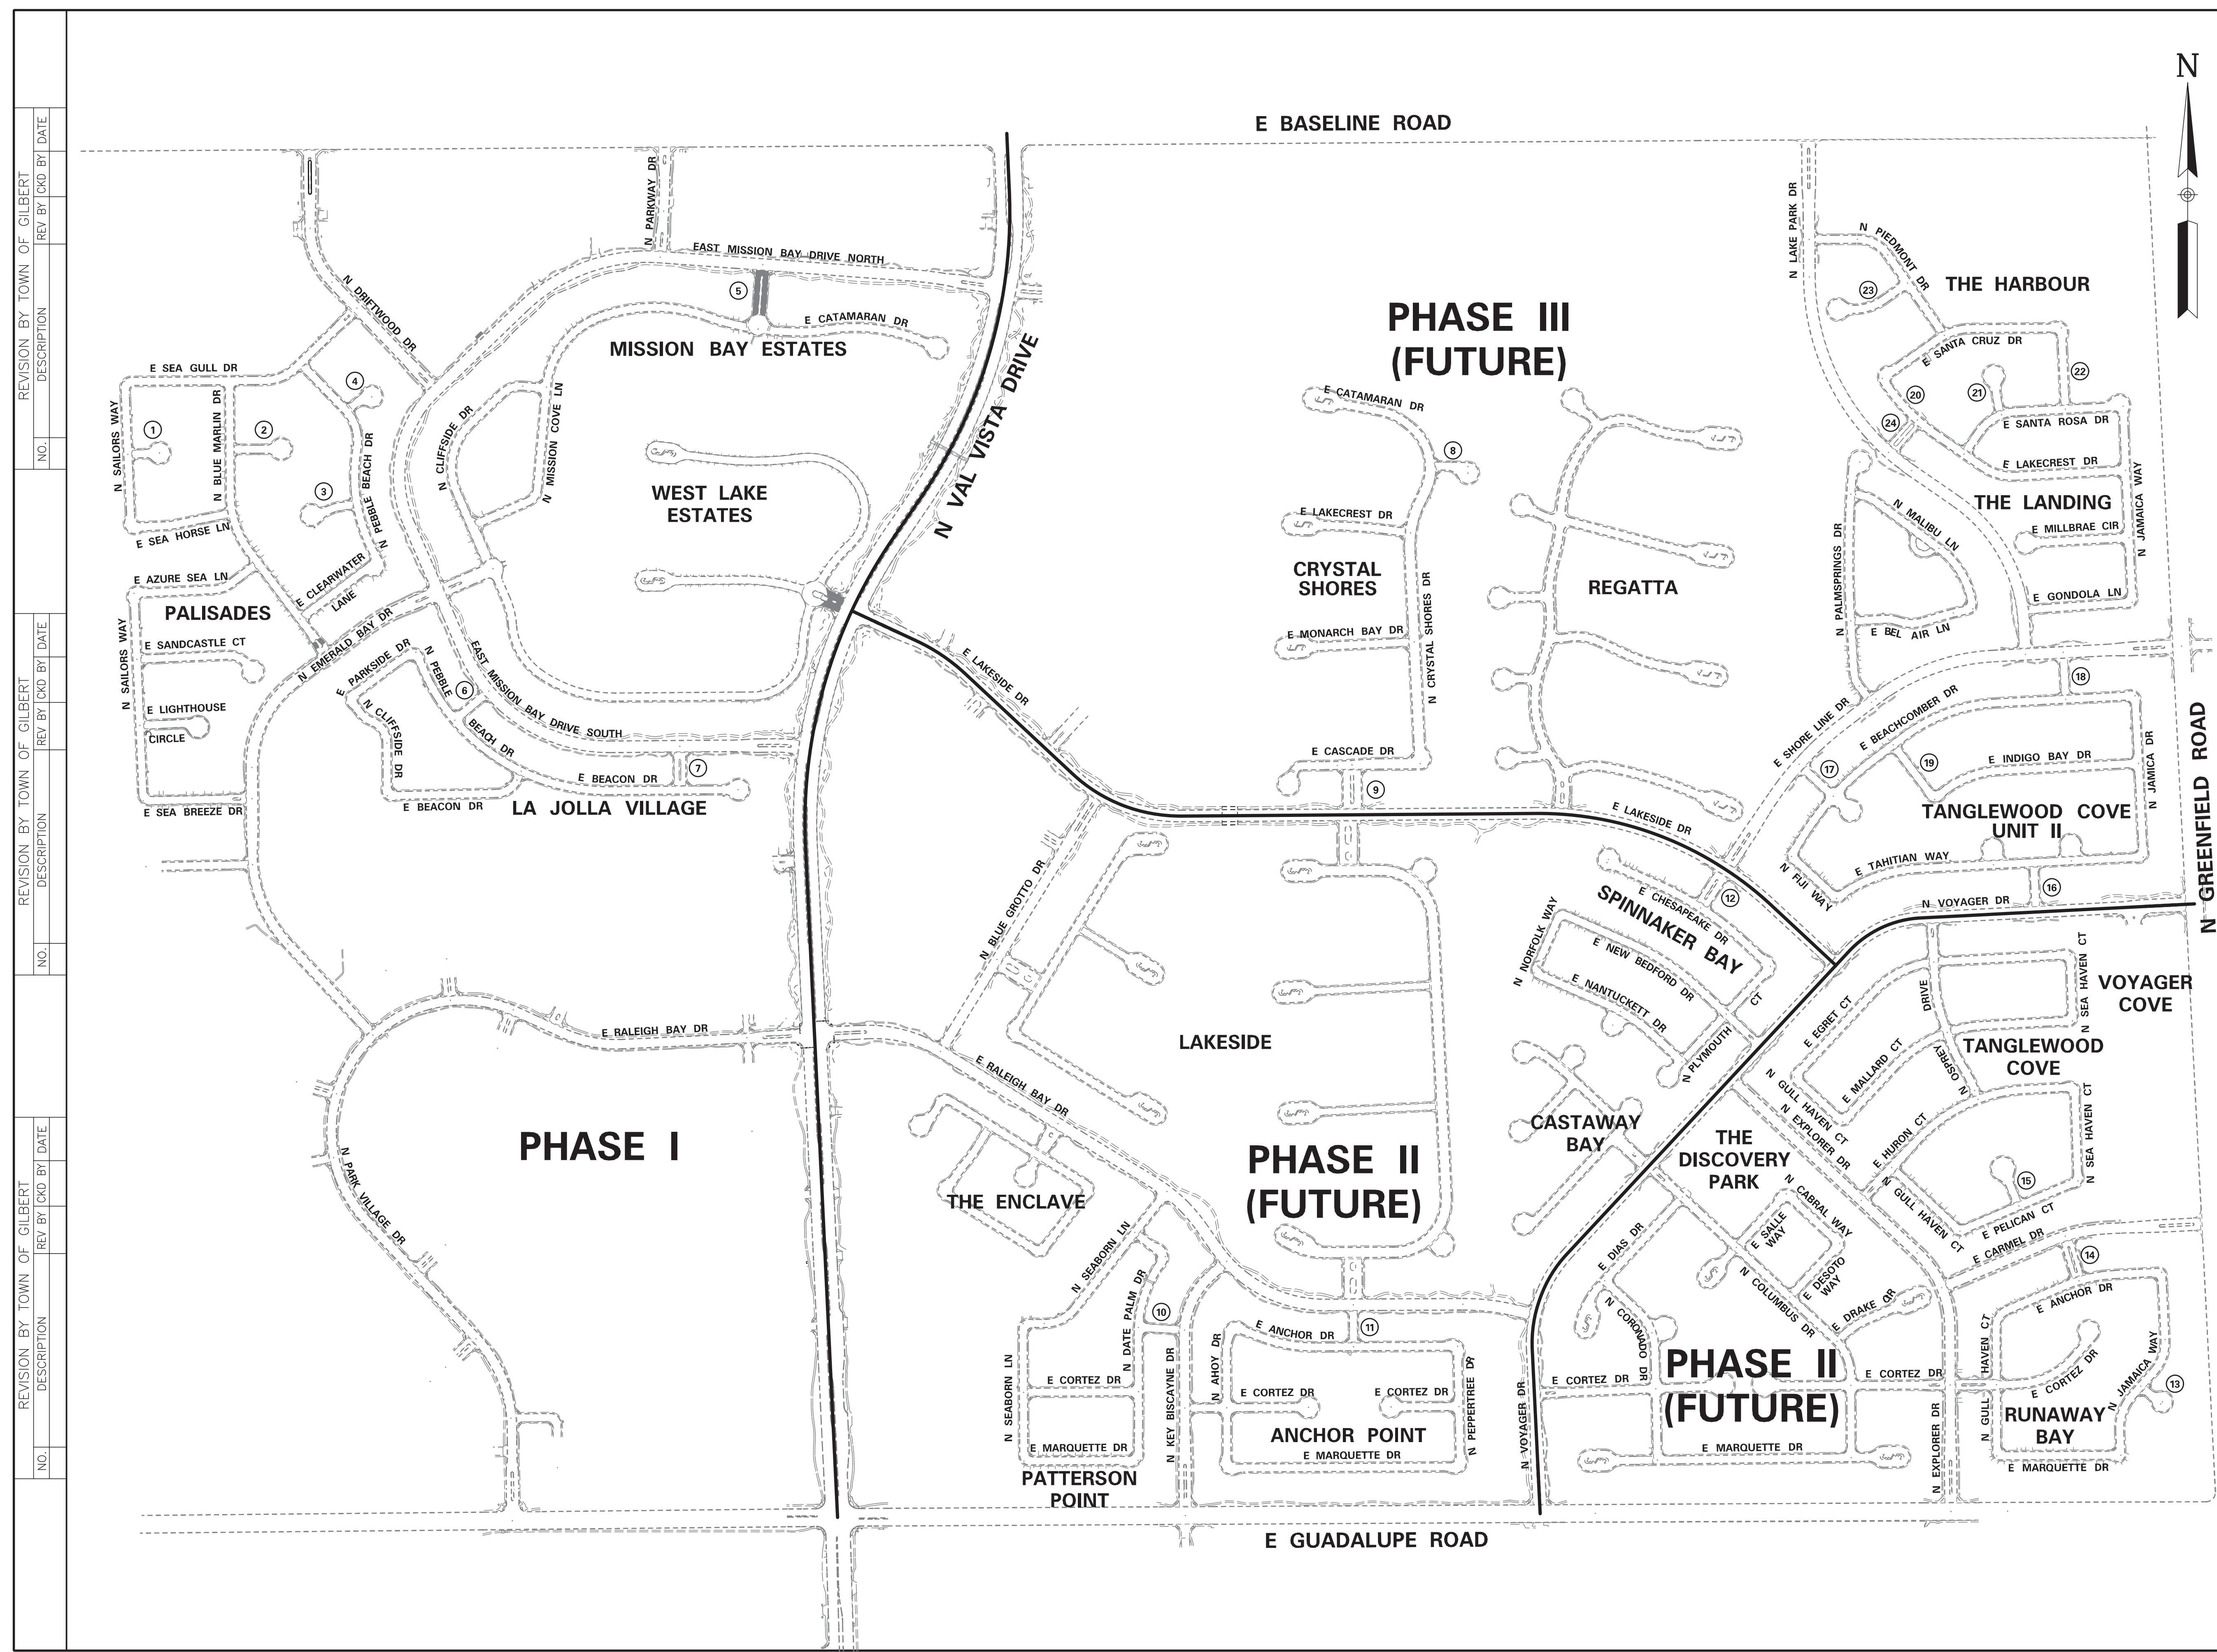 REVISION BY TOWN OF GILBERT
NO. DESCRIPTION REV BY CKD BY DATE
REVISION BY TOWN OF GILBERT
NO. DESCRIPTION REV BY CKD BY DATE
REVISION BY TOWN OF GILBERT
NO. DESCRIPTION REV BY CKD BY DATE
N
E BASELINE ROAD
N PARKWAY DR
EAST MISSION BAY DRIVE NORTH
N DRIFTWOOD DR
5
E CATAMARAN DR
MISSION BAY ESTATES
E SEA GULL DR
4
N SAILORS WAY
1
N BLUE MARLIN DR
2
3
N PEBBLE BEACH DR
E SEA HORSE LN
N CLIFFSIDE DR
N MISSION COVE LN
WEST LAKE
ESTATES
N VAL VISTA DRIVE
E AZURE SEA LN
E CLEARWATER
LANE
PALISADES
N SAILORS WAY
E SANDCASTLE CT
N EMERALD BAY DR
E LIGHTHOUSE
CIRCLE
E SEA BREEZE DR
E PARKSIDE DR
N PEBBLE
BEACH DR
6
N CLIFFSIDE DR
EAST MISSION BAY DRIVE SOUTH
7
E BEACON DR
E BEACON DR
LA JOLLA VILLAGE
E RALEIGH BAY DR
PHASE I
N PARK VILLAGE DR
PHASE III
(FUTURE)
E CATAMARAN DR
8
E LAKECREST DR
CRYSTAL
SHORES
E MONARCH BAY DR
N CRYSTAL SHORES DR
REGATTA
E CASCADE DR
9
E LAKESIDE DR
E LAKESIDE DR
N LAKE PARK DR
N PIEDMONT DR
THE HARBOUR
23
E SANTA CRUZ DR
22
21
20
24
E SANTA ROSA DR
E LAKECREST DR
THE LANDING
N MALIBU LN
E MILLBRAE CIR
N JAMAICA WAY
N PALMSPRINGS DR
E GONDOLA LN
E BEL AIR LN
18
E SHORE LINE DR
E BEACHCOMBER DR
17
19
E INDIGO BAY DR
N JAMICA DR
TANGLEWOOD COVE
UNIT II
E TAHITIAN WAY
N FIJI WAY
16
N VOYAGER DR
N GREENFIELD ROAD
N BLUE GROTTO DR
LAKESIDE
12
E CHESAPEAKE DR
SPINNAKER BAY
N NORFOLK WAY
E NEW BEDFORD DR
E NANTUCKETT DR
N PLYMOUTH CT
N SEA HAVEN CT
VOYAGER
COVE
E EGRET CT
N OSPREY DRIVE
E MALLARD CT
TANGLEWOOD
COVE
N GULL HAVEN CT
N EXPLORER DR
E HURON CT
N SEA HAVEN CT
15
N GULL HAVEN CT
E PELICAN CT
E CARMEL DR
14
CASTAWAY
BAY
THE
DISCOVERY
PARK
N CABRAL WAY
E SALLE
WAY
E DIAS DR
N COLUMBUS DR
E DESOTO
WAY
E DRAKE DR
N CORONADO DR
E RALEIGH BAY DR
THE ENCLAVE
PHASE II
(FUTURE)
N SEABORN LN
N DATE PALM DR
10
11
E ANCHOR DR
N AHOY DR
N SEABORN LN
E CORTEZ DR
E MARQUETTE DR
N KEY BISCAYNE DR
PATTERSON
POINT
E CORTEZ DR
E CORTEZ DR
ANCHOR POINT
E MARQUETTE DR
N PEPPERTREE DR
N VOYAGER DR
E CORTEZ DR
PHASE II
(FUTURE)
E CORTEZ DR
E MARQUETTE DR
N EXPLORER DR
N GULL HAVEN CT
E ANCHOR DR
E CORTEZ DR
N JAMAICA WAY
13
N GULL HAVEN CT
RUNAWAY
BAY
E MARQUETTE DR
E GUADALUPE ROAD